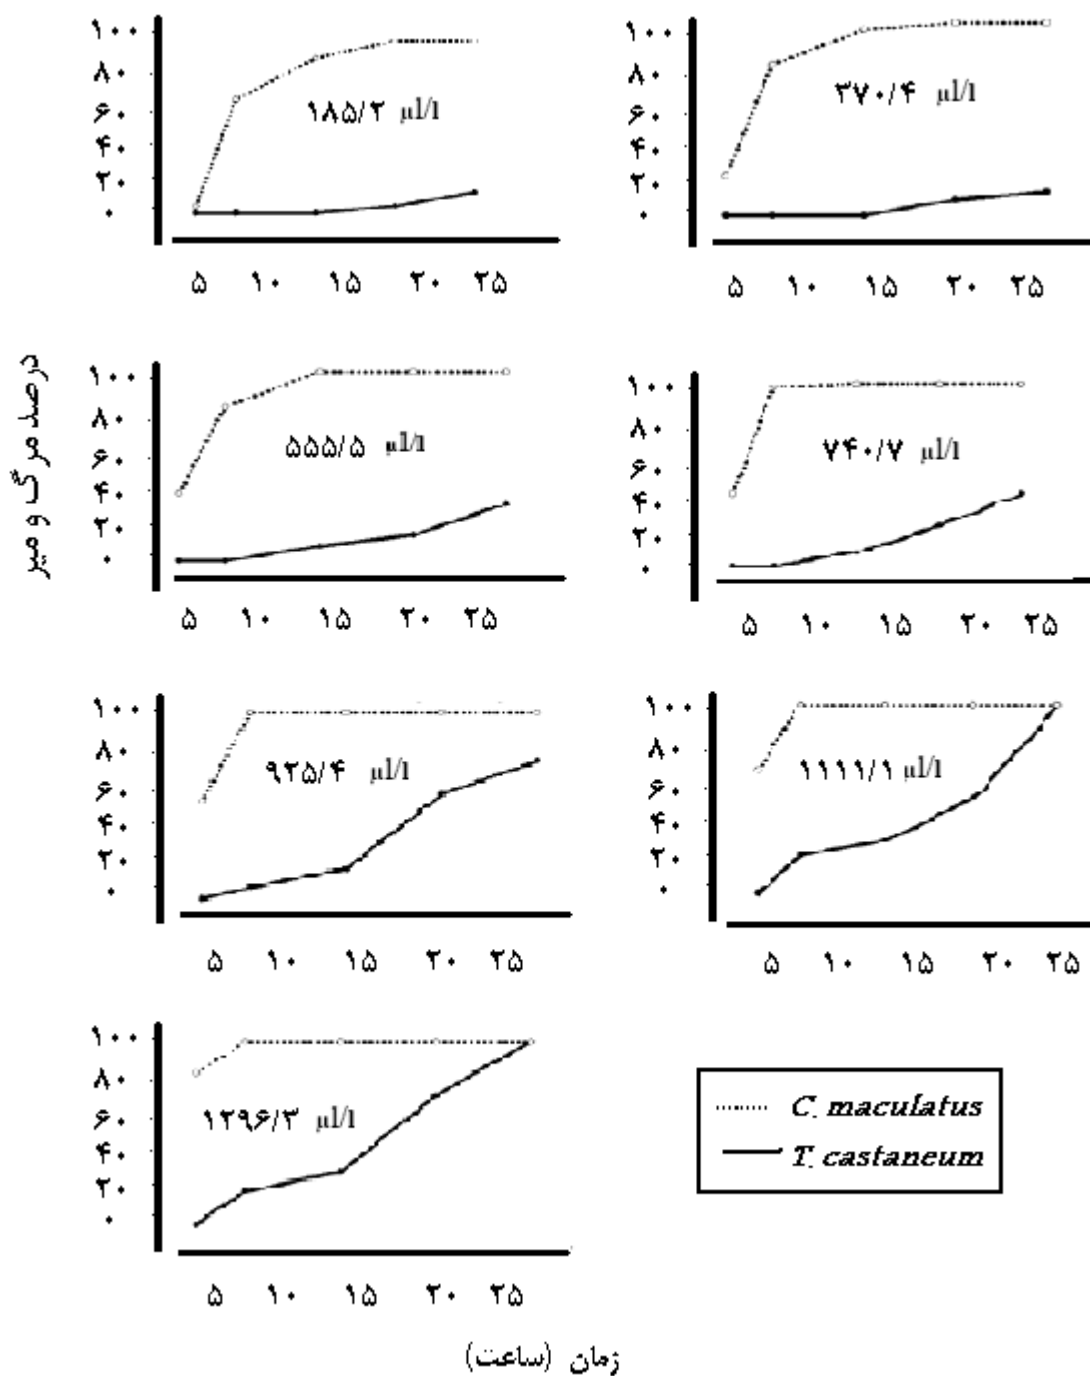 ۱۰۰
۸۰
۶۰
۴۰
۲۰
۰
۱۸۵/۲ µl/l
۵ ۱۰ ۱۵ ۲۰ ۲۵
۱۰۰
۸۰
۶۰
۴۰
۲۰
۰
۳۷۰/۴ µl/l
۵ ۱۰ ۱۵ ۲۰ ۲۵
درصد مرگ و میر
۱۰۰
۸۰
۶۰
۴۰
۲۰
۰
۵۵۵/۵ µl/l
۵ ۱۰ ۱۵ ۲۰ ۲۵
۱۰۰
۸۰
۶۰
۴۰
۲۰
۰
۷۴۰/۷ µl/l
۵ ۱۰ ۱۵ ۲۰ ۲۵
۱۰۰
۸۰
۶۰
۴۰
۲۰
۰
۹۲۵/۴ µl/l
۵ ۱۰ ۱۵ ۲۰ ۲۵
۱۰۰
۸۰
۶۰
۴۰
۲۰
۰
۱۱۱۱/۱ µl/l
۵ ۱۰ ۱۵ ۲۰ ۲۵
۱۰۰
۸۰
۶۰
۴۰
۲۰
۰
۱۲۹۶/۳ µl/l
۵ ۱۰ ۱۵ ۲۰ ۲۵
C. maculatus
T. castaneum
زمان (ساعت)